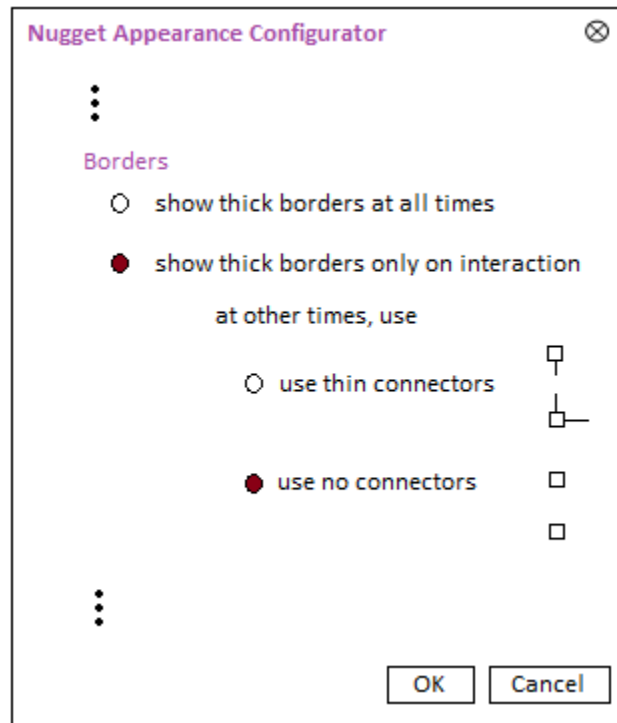 Nugget Appearance Configurator
Borders
show thick borders at all times
show thick borders only on interaction
at other times, use
use thin connectors
use no connectors
OK
Cancel